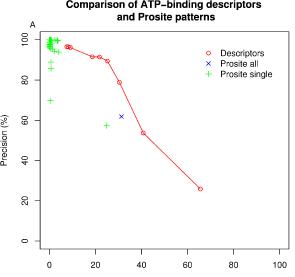 Comparison of ATP-binding descriptors
and Prosite patterns
A
Descriptors
Prosite all
Prosite single
Precision (%)
100
80
60
40
20
0
0 20 40 60 80 100